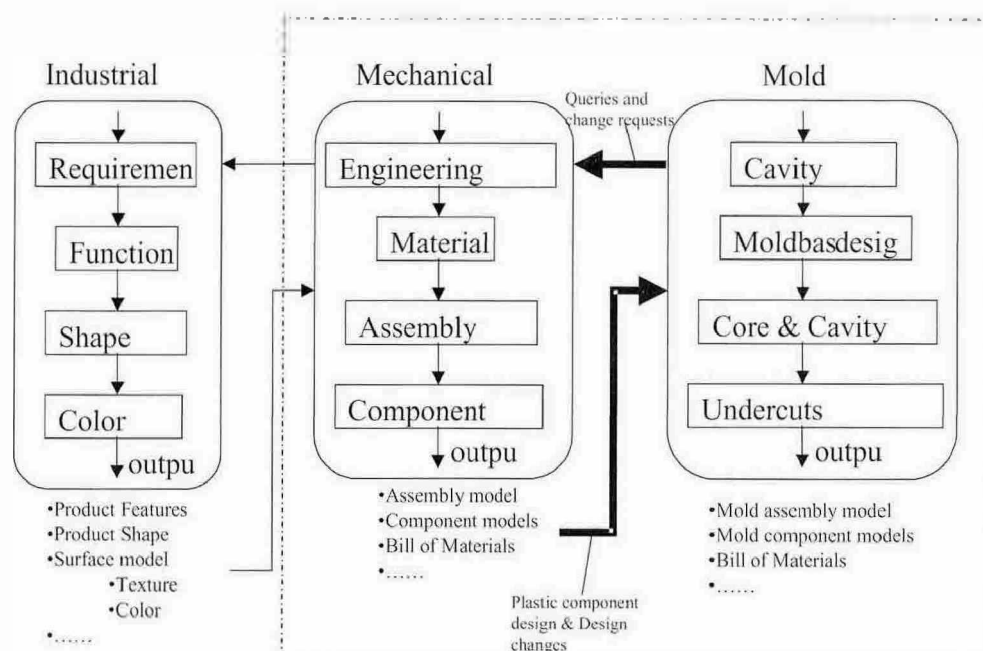 Industrial
Requiremen
Function
Shape
Color
outpu
•Product Features
•Product Shape
•Surface model
•Texture
•Color
•......
Mechanical
Engineering
Material
Assembly
Component
outpu
•Assembly model
•Component models
•Bill of Materials
•......
Queries and
change requests
Plastic component
design & Design
changes
Mold
Cavity
Moldbasdesig
Core & Cavity
Undercuts
outpu
•Mold assembly model
•Mold component models
•Bill of Materials
•......